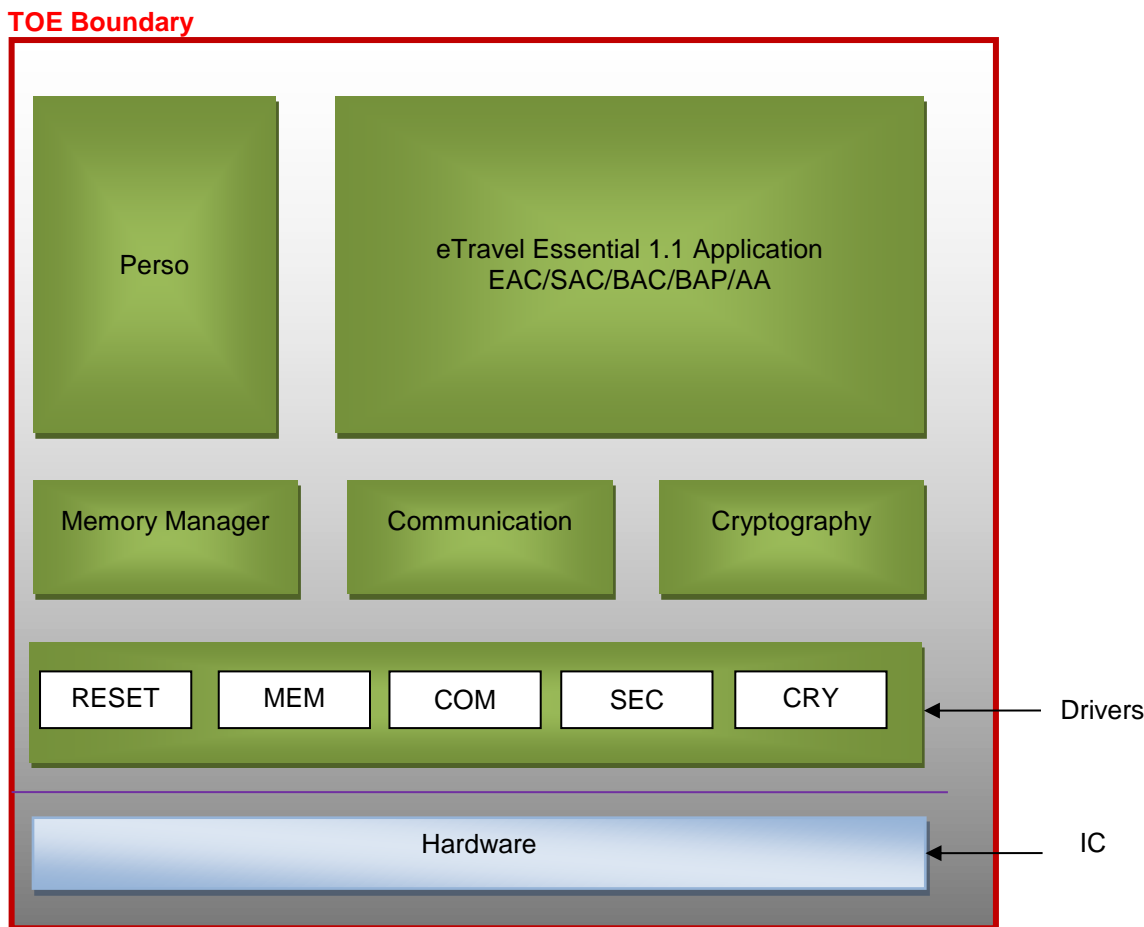 TOE Boundary
Perso
eTravel Essential 1.1 Application
EAC/SAC/BAC/BAP/AA
Memory Manager
Communication
Cryptography
RESET
MEM
COM
SEC
CRY
Drivers
Hardware
IC